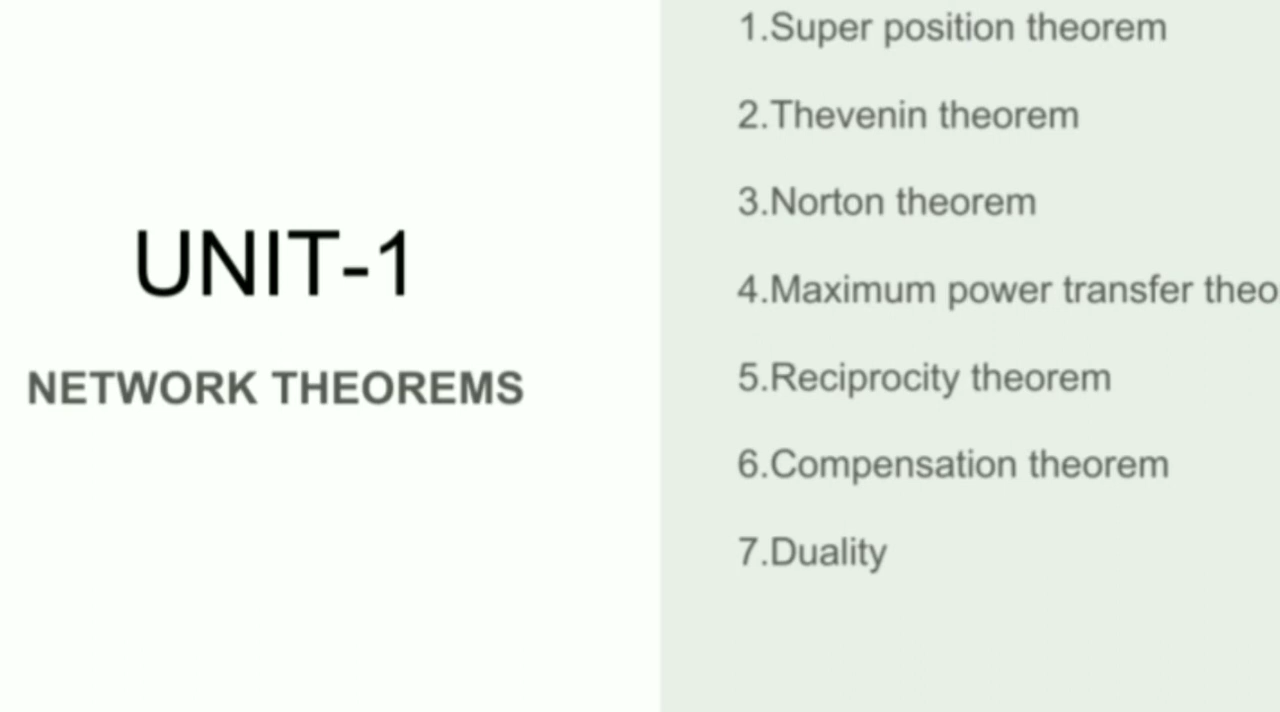 UNIT-1
NETWORK THEOREMS
1.Super position theorem
2.Thevenin theorem
3.Norton theorem
4.Maximum power transfer theo
5.Reciprocity theorem
6.Compensation theorem
7.Duality